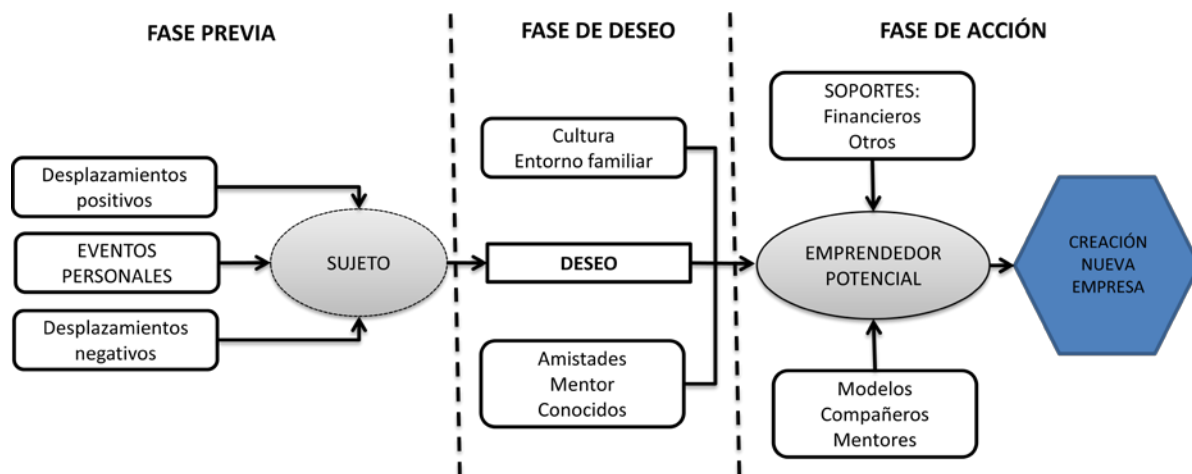 FASE PREVIA
FASE DE DESEO
FASE DE ACCIÓN
Desplazamientos
positivos
EVENTOS
PERSONALES
Desplazamientos
negativos
SUJETO
Cultura
Entorno familiar
DESEO
Amistades
Mentor
Conocidos
SOPORTES:
Financieros
Otros
EMPRENDEDOR
POTENCIAL
Modelos
Compañeros
Mentores
CREACIÓN
NUEVA
EMPRESA